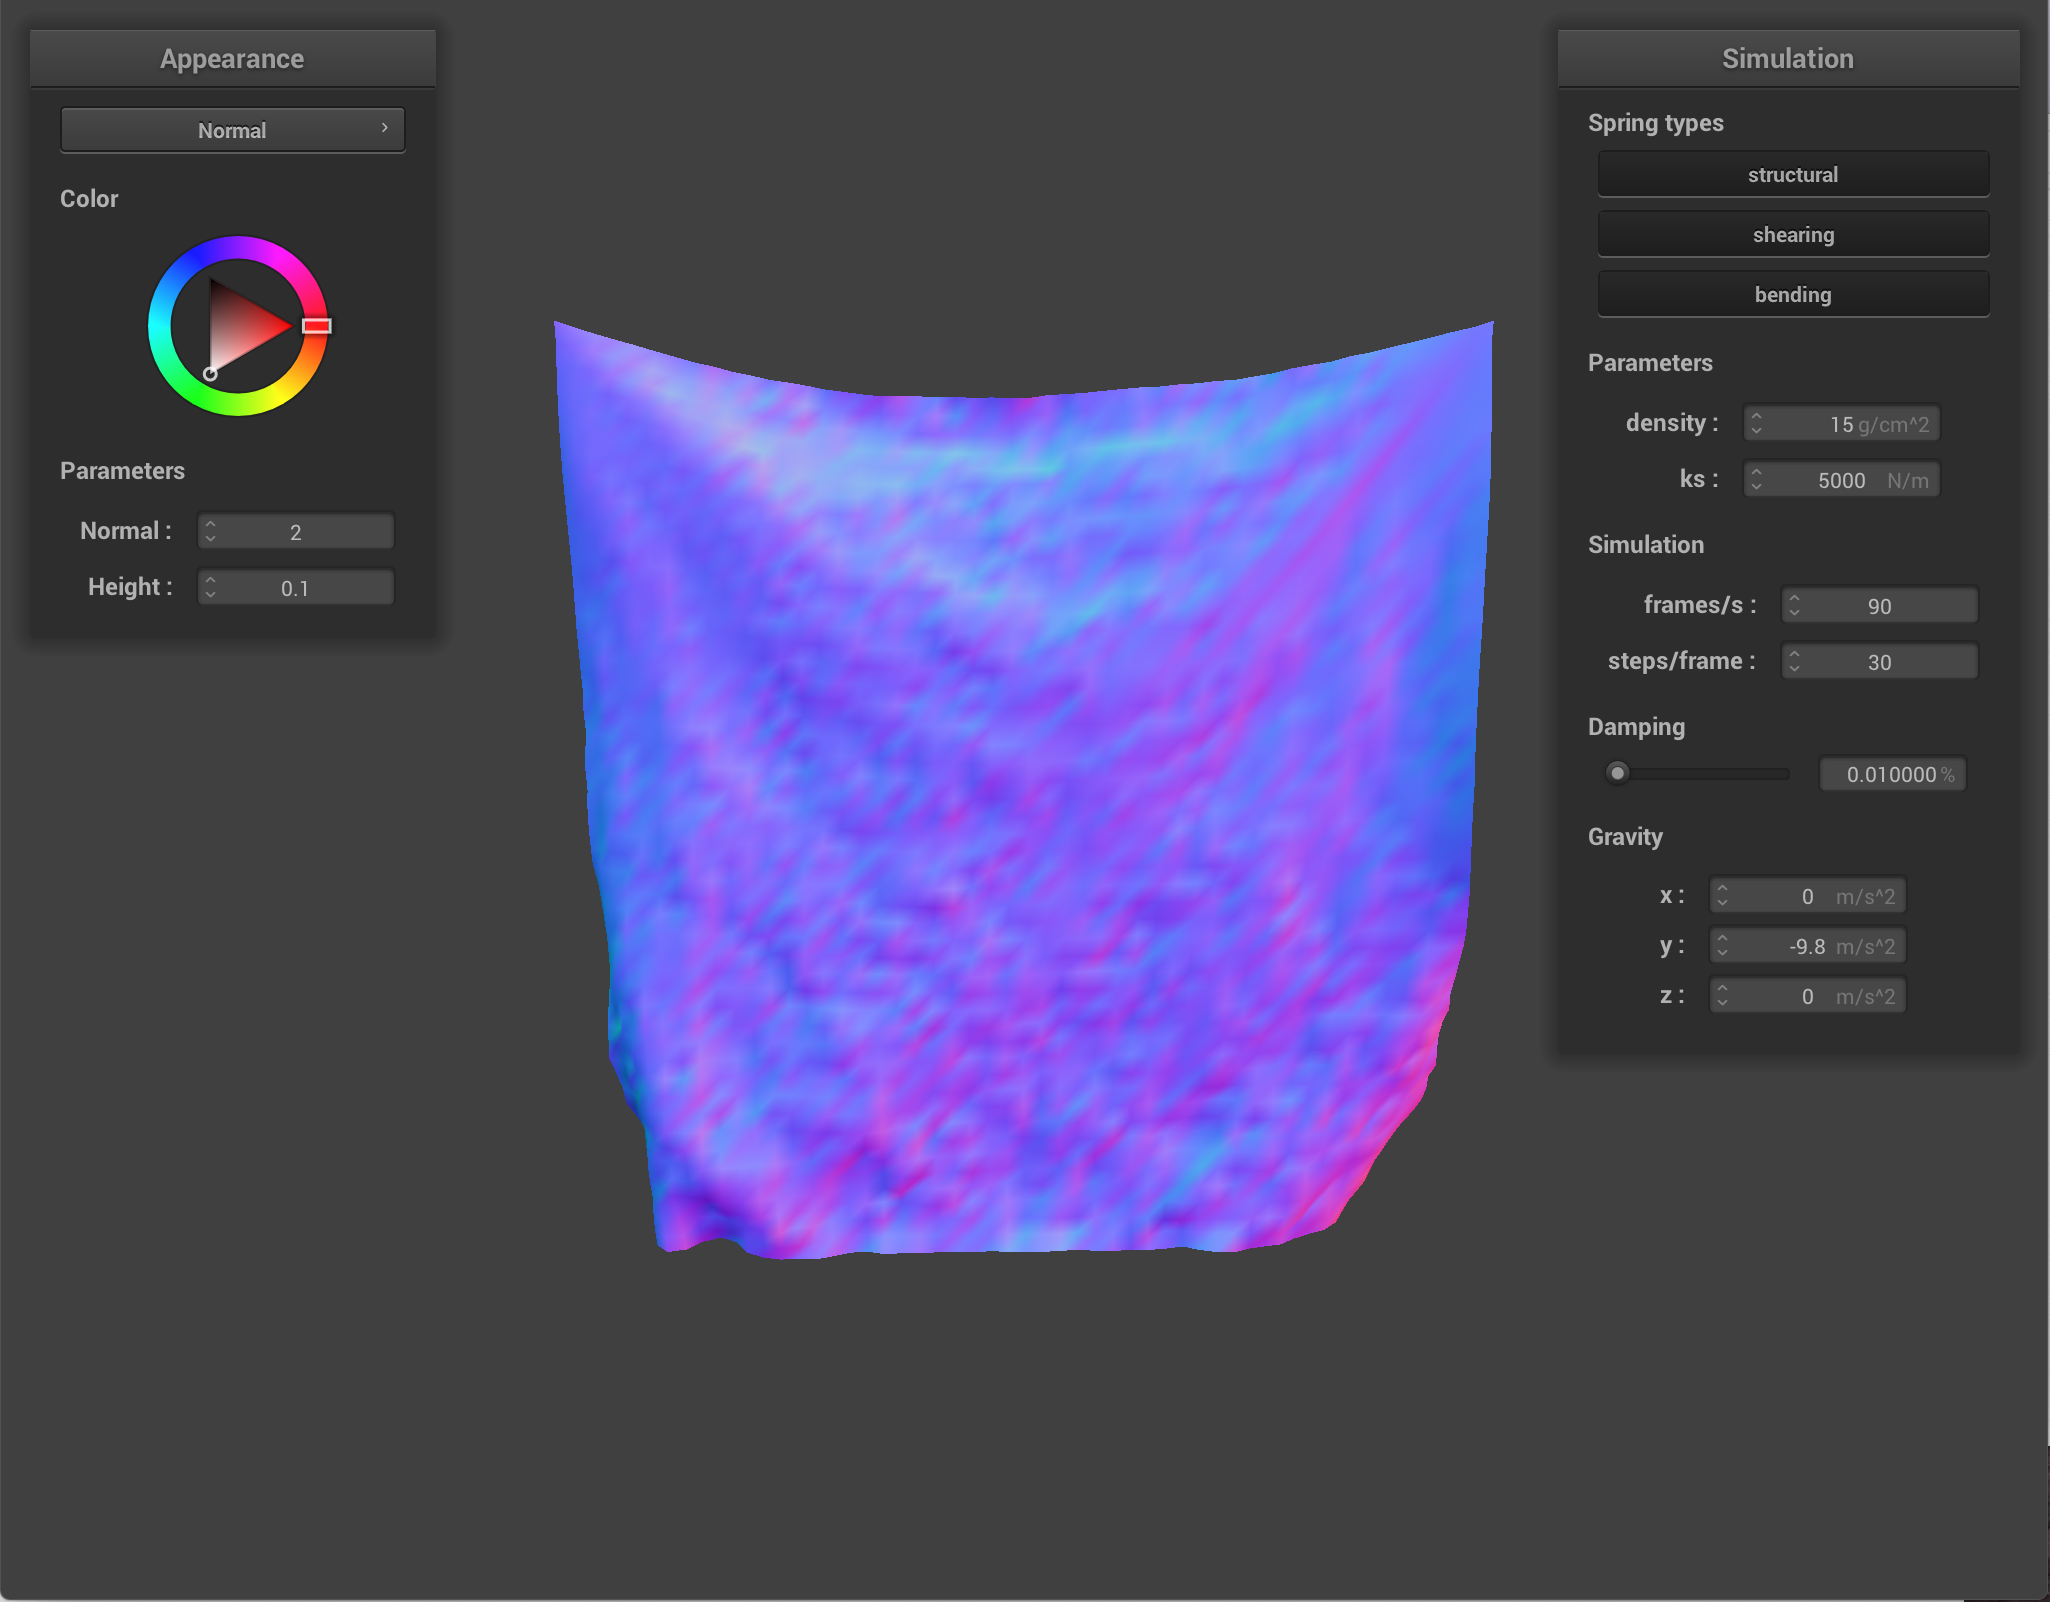 Appearance
Normal
Color
Parameters
Normal : 2
Height : 0.1
Simulation
Spring types
structural
shearing
bending
Parameters
density : 15 g/cm^2
ks : 5000 N/m
Simulation
frames/s : 90
steps/frame : 30
Damping
0.010000 %
Gravity
x : 0 m/s^2
y : -9.8 m/s^2
z : 0 m/s^2